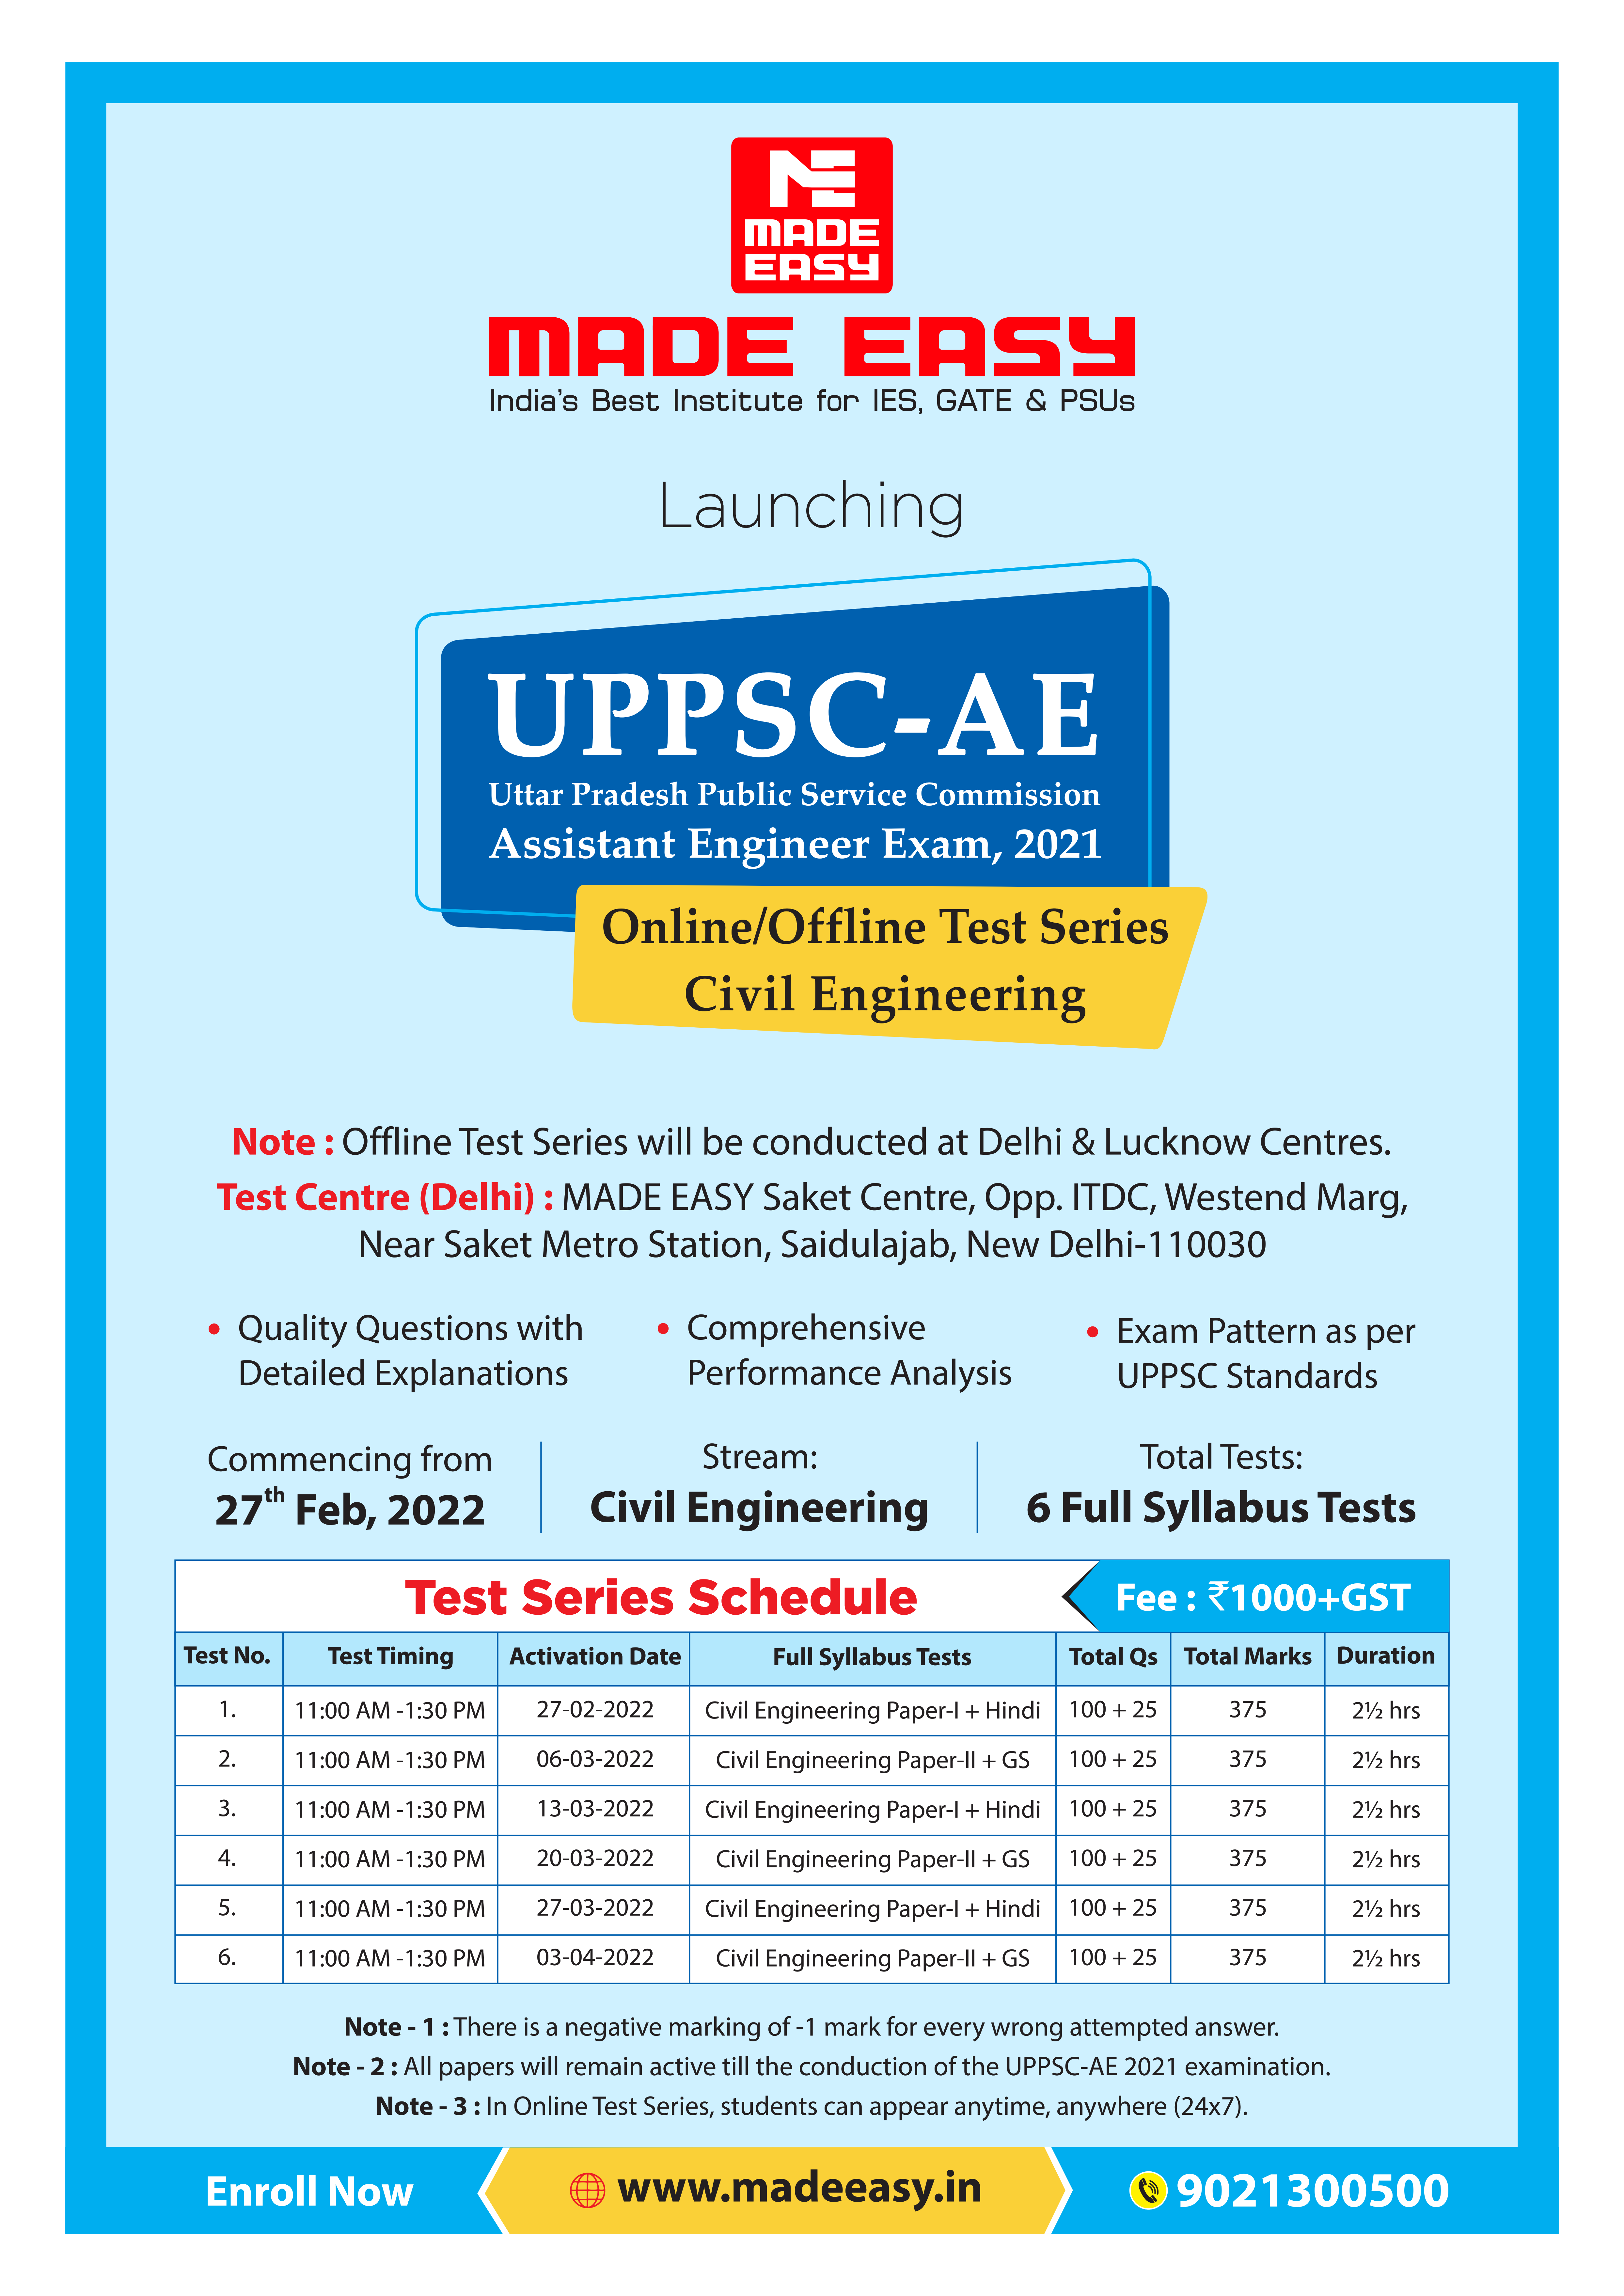 MADE
EASY
MADE EASY
India's Best Institute for IES, GATE & PSUs
Launching
UPPSC-AE
Uttar Pradesh Public Service Commission
Assistant Engineer Exam, 2021
Online/Offline Test Series
Civil Engineering
Note : Offline Test Series will be conducted at Delhi & Lucknow Centres.
Test Centre (Delhi) : MADE EASY Saket Centre, Opp. ITDC, Westend Marg,
Near Saket Metro Station, Saidulajab, New Delhi-110030
• Quality Questions with
Detailed Explanations
• Comprehensive
Performance Analysis
• Exam Pattern as per
UPPSC Standards
Commencing from
27th Feb, 2022
Stream:
Civil Engineering
Total Tests:
6 Full Syllabus Tests
Test Series Schedule
Fee : ₹1000+GST
Test No. Test Timing Activation Date Full Syllabus Tests Total Qs Total Marks Duration
1. 11:00 AM -1:30 PM 27-02-2022 Civil Engineering Paper-I + Hindi 100 + 25 375 2½ hrs
2. 11:00 AM -1:30 PM 06-03-2022 Civil Engineering Paper-II + GS 100 + 25 375 2½ hrs
3. 11:00 AM -1:30 PM 13-03-2022 Civil Engineering Paper-I + Hindi 100 + 25 375 2½ hrs
4. 11:00 AM -1:30 PM 20-03-2022 Civil Engineering Paper-II + GS 100 + 25 375 2½ hrs
5. 11:00 AM -1:30 PM 27-03-2022 Civil Engineering Paper-I + Hindi 100 + 25 375 2½ hrs
6. 11:00 AM -1:30 PM 03-04-2022 Civil Engineering Paper-II + GS 100 + 25 375 2½ hrs
Note - 1 : There is a negative marking of -1 mark for every wrong attempted answer.
Note - 2 : All papers will remain active till the conduction of the UPPSC-AE 2021 examination.
Note - 3 : In Online Test Series, students can appear anytime, anywhere (24x7).
Enroll Now
www.madeeasy.in
9021300500